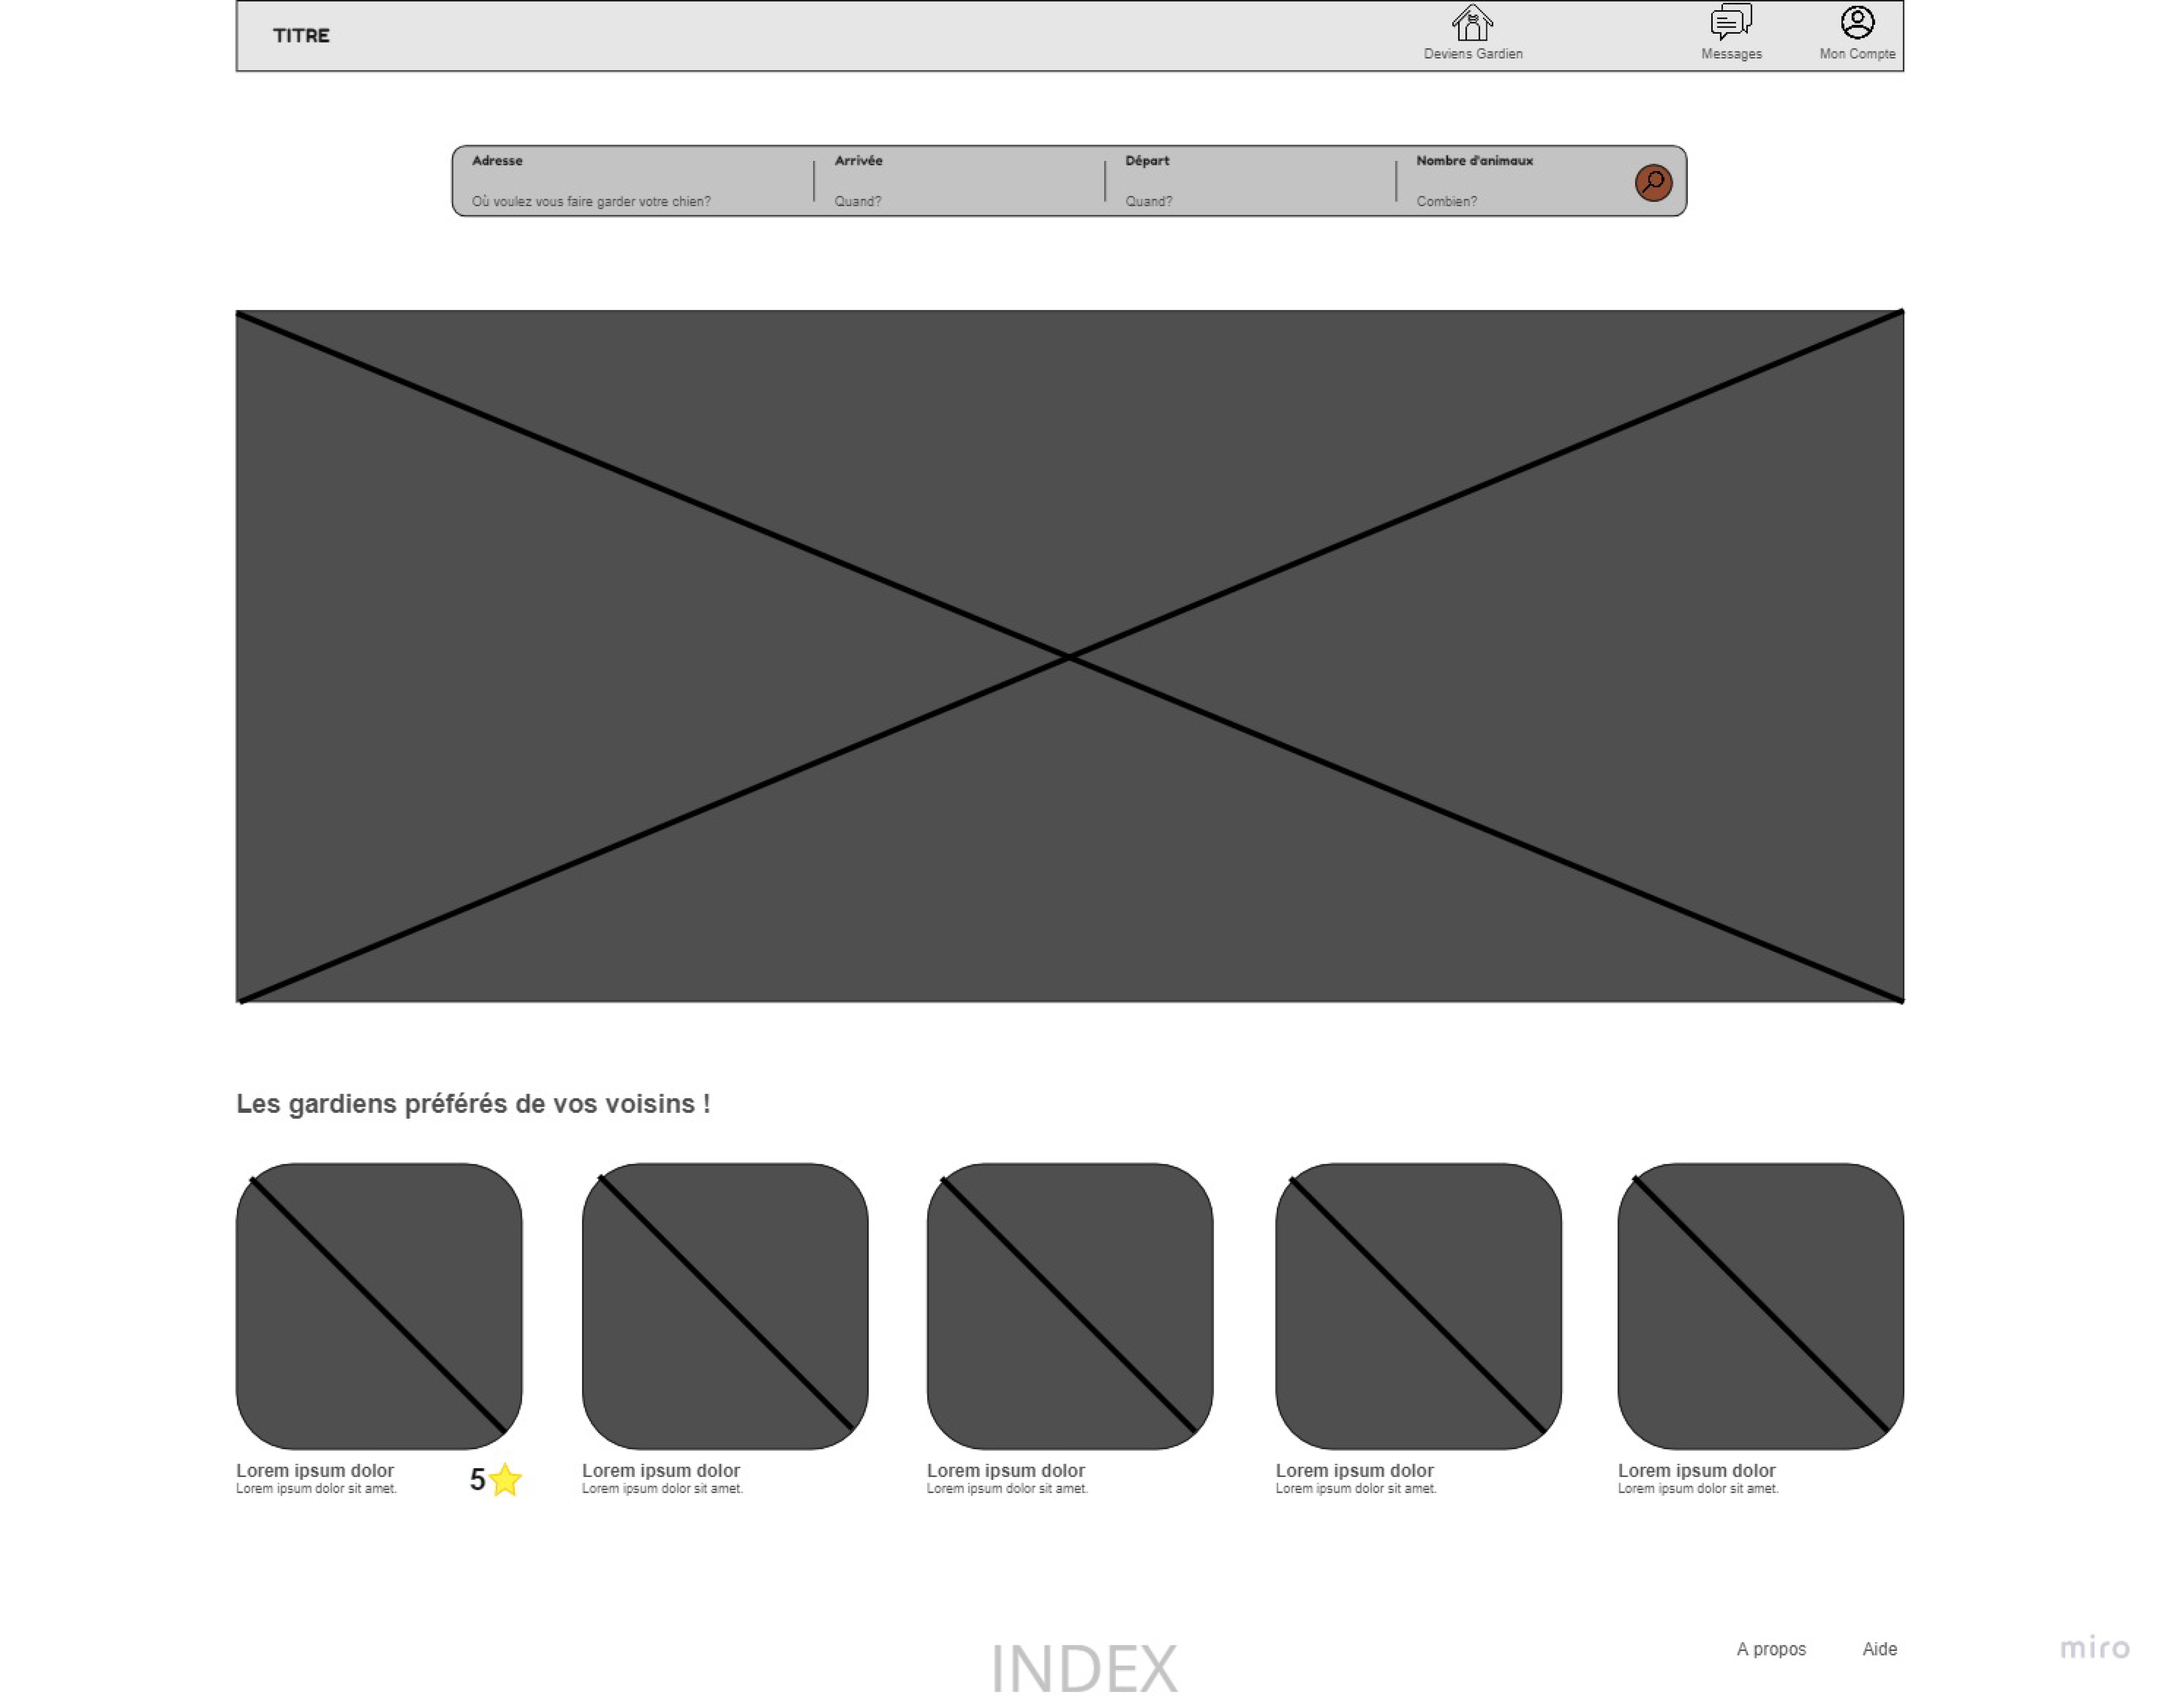 TITRE
Deviens Gardien
Messages
Mon Compte
Adresse
Où voulez vous faire garder votre chien?
Arrivée
Quand?
Départ
Quand?
Nombre d'animaux
Combien?
Les gardiens préférés de vos voisins !
Lorem ipsum dolor
Lorem ipsum dolor sit amet.
5
Lorem ipsum dolor
Lorem ipsum dolor sit amet.
Lorem ipsum dolor
Lorem ipsum dolor sit amet.
Lorem ipsum dolor
Lorem ipsum dolor sit amet.
Lorem ipsum dolor
Lorem ipsum dolor sit amet.
INDEX
A propos
Aide
miro